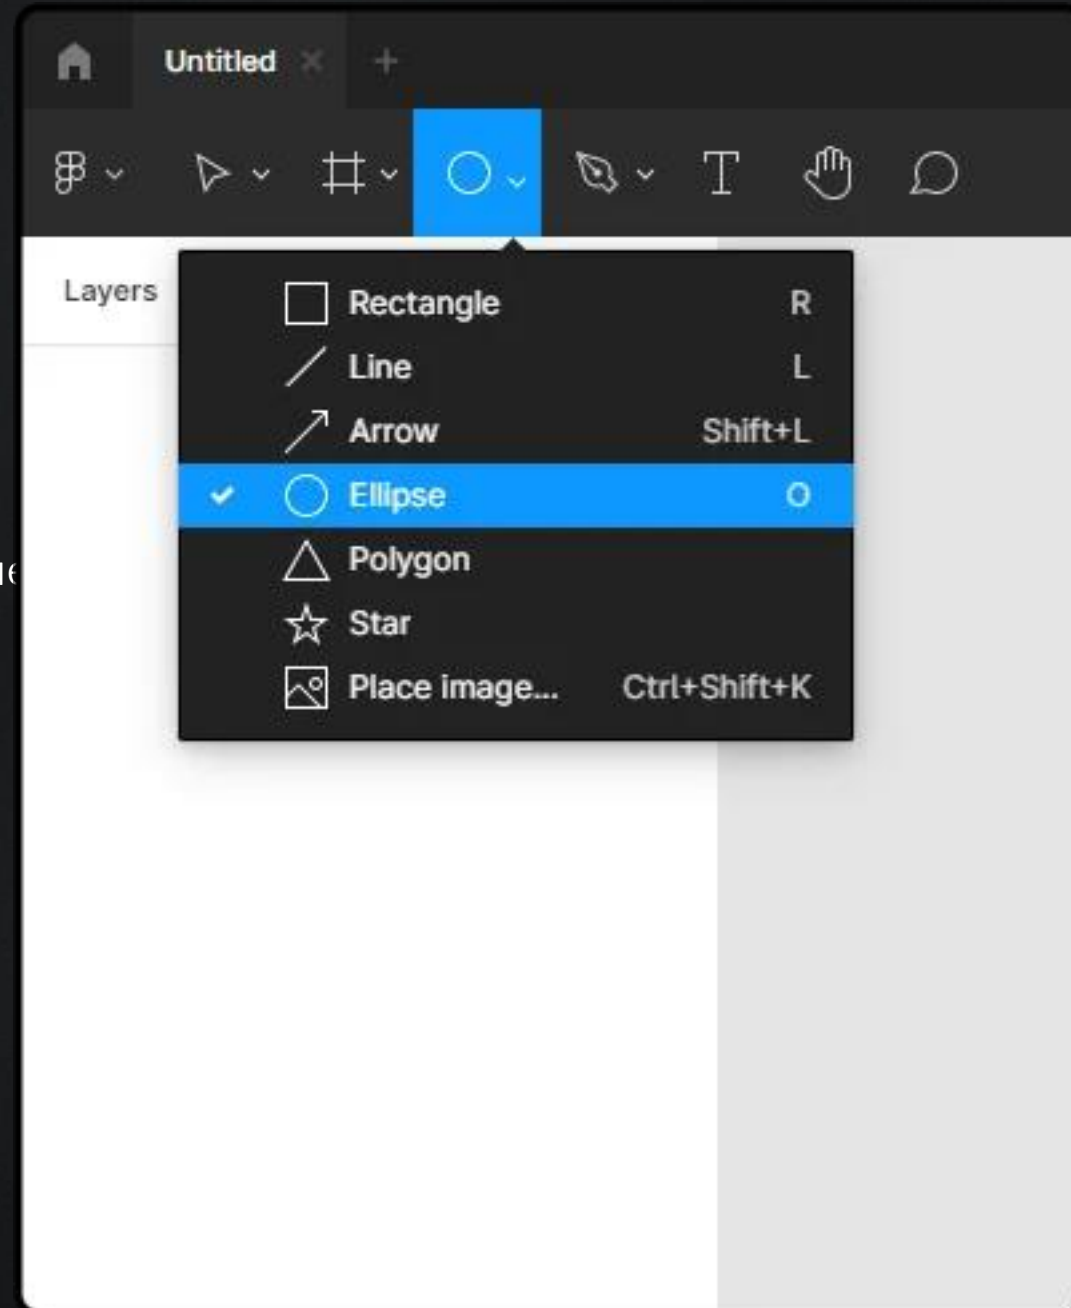 Untitled
Layers
Rectangle R
Line L
Arrow Shift+L
Ellipse O
Polygon
Star
Place image... Ctrl+Shift+K